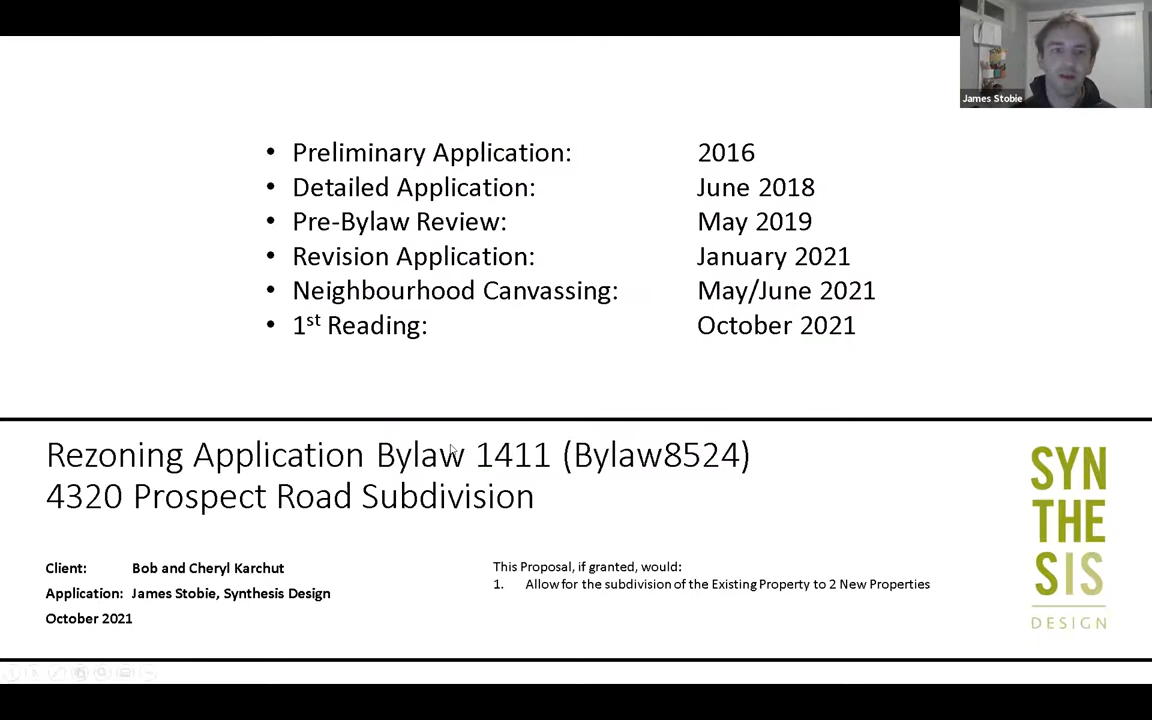 James Stobie
• Preliminary Application: 2016
• Detailed Application: June 2018
• Pre-Bylaw Review: May 2019
• Revision Application: January 2021
• Neighbourhood Canvassing: May/June 2021
• 1st Reading: October 2021
Rezoning Application Bylaw 1411 (Bylaw8524)
4320 Prospect Road Subdivision
Client: Bob and Cheryl Karchut
Application: James Stobie, Synthesis Design
October 2021
This Proposal, if granted, would:
1. Allow for the subdivision of the Existing Property to 2 New Properties
SYN
THE
SIS
DESIGN